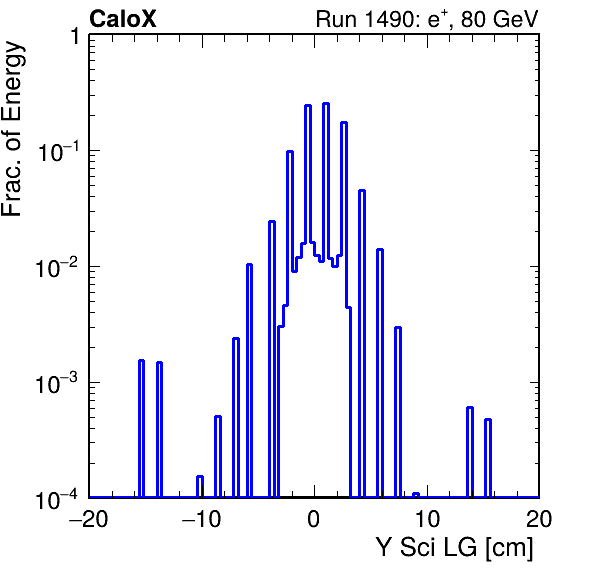 CaloX Run 1490: e⁺, 80 GeV
Frac. of Energy
1
10⁻¹
10⁻²
10⁻³
10⁻⁴
−20 −10 0 10 20
Y Sci LG [cm]